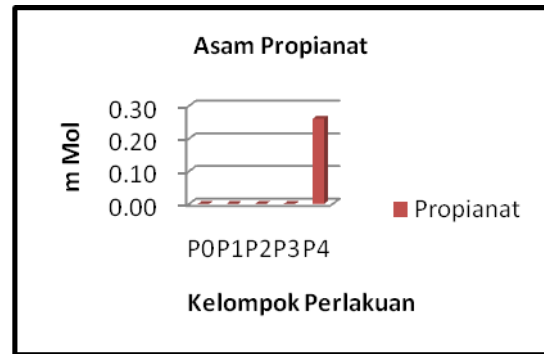 Asam Propianat
m Mol
0.30
0.20
0.10
0.00
P0P1P2P3P4
Propianat
Kelompok Perlakuan